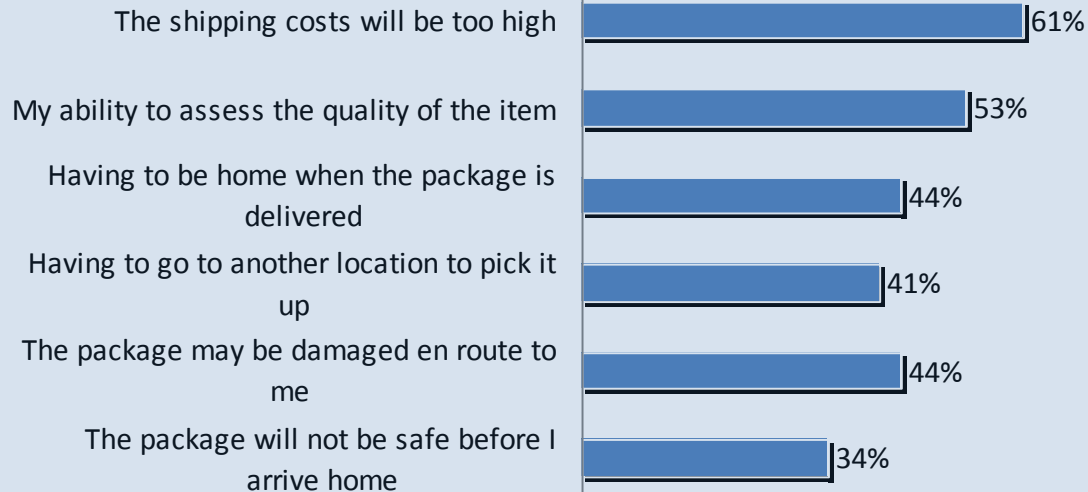 The shipping costs will be too high 61%
My ability to assess the quality of the item 53%
Having to be home when the package is
delivered 44%
Having to go to another location to pick it
up 41%
The package may be damaged en route to
me 44%
The package will not be safe before I
arrive home 34%